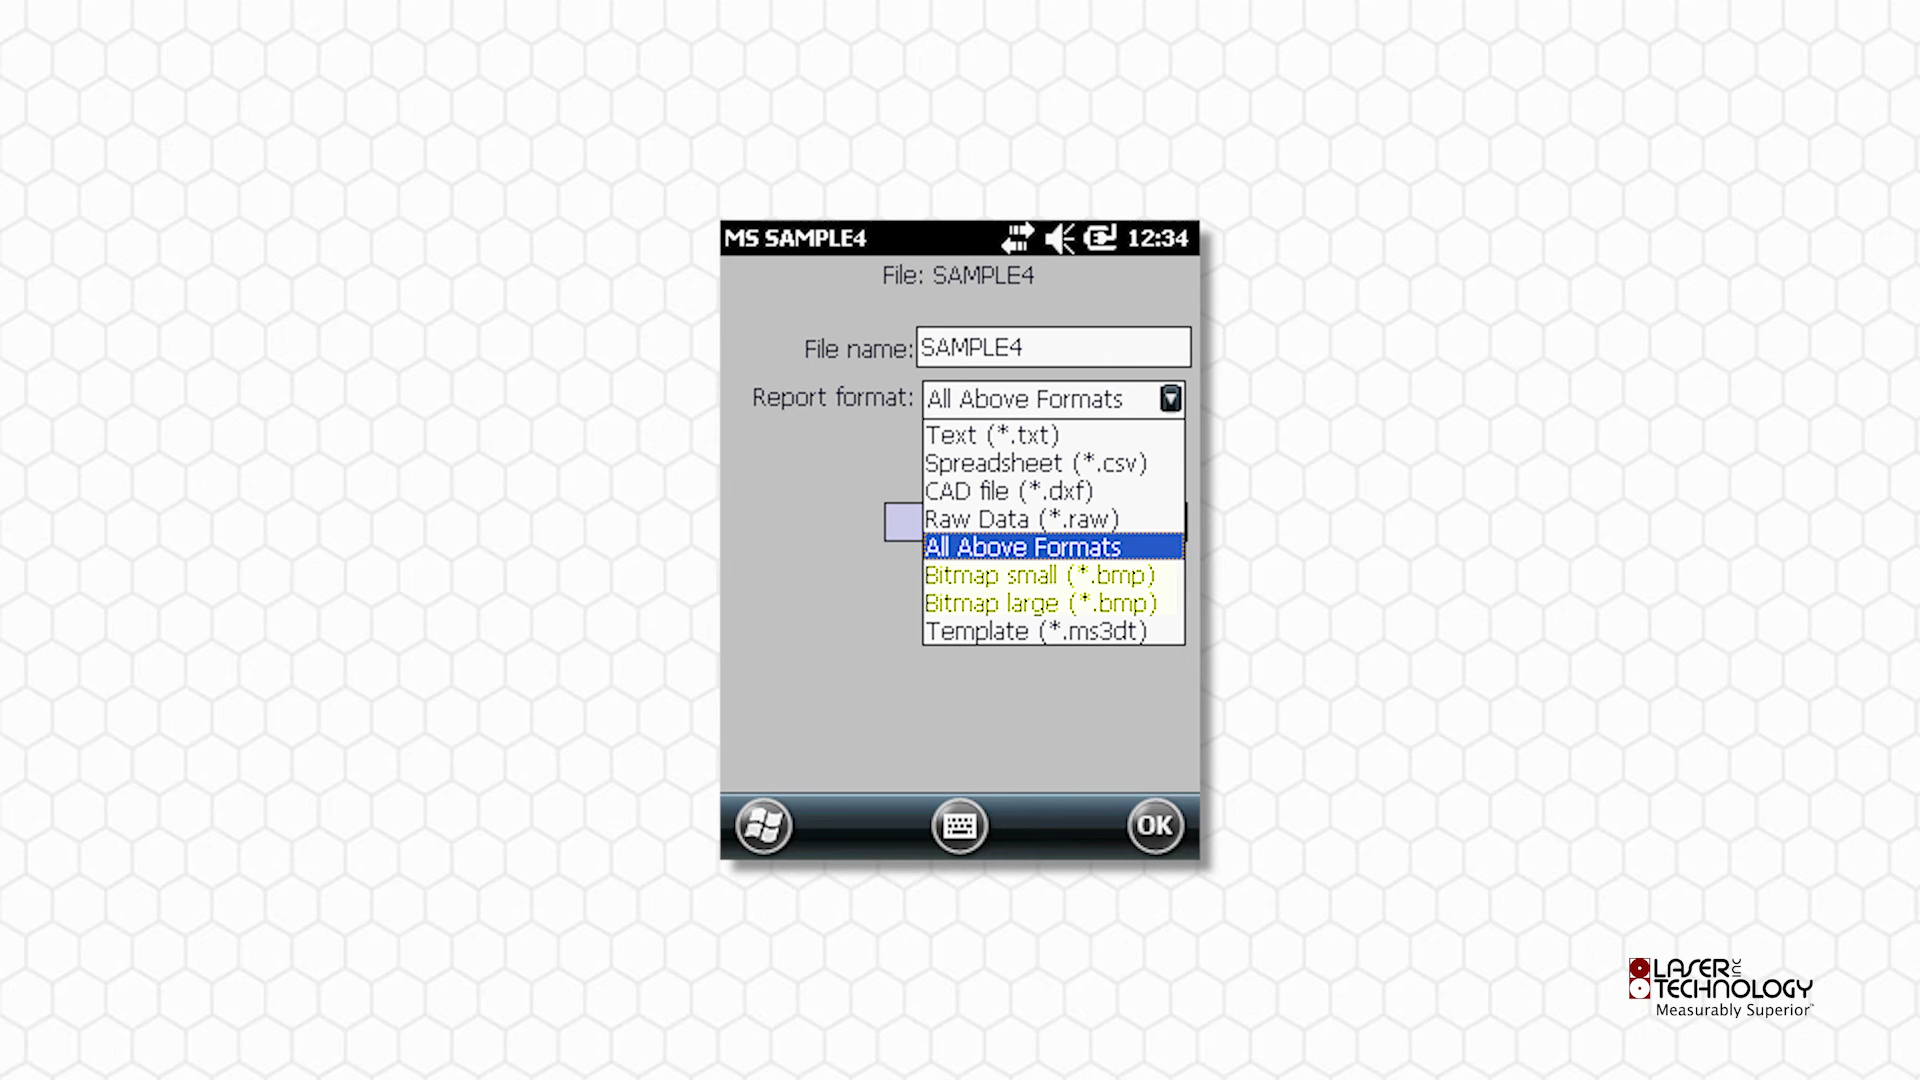 MS SAMPLE4 12:34
File: SAMPLE4
File name: SAMPLE4
Report format: All Above Formats
Text (*.txt)
Spreadsheet (*.csv)
CAD file (*.dxf)
Raw Data (*.raw)
All Above Formats
Bitmap small (*.bmp)
Bitmap large (*.bmp)
Template (*.ms3dt)
OK
LASER INC
TECHNOLOGY
Measurably Superior™